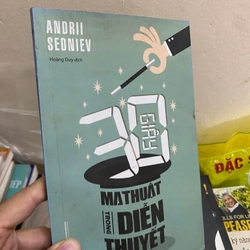 ANDRII
SEDNIEV
Hoàng Duy dịch
30
GIÂY
MA THUẬT
TRONG
DIỄN
THUYẾT
ĐẶC